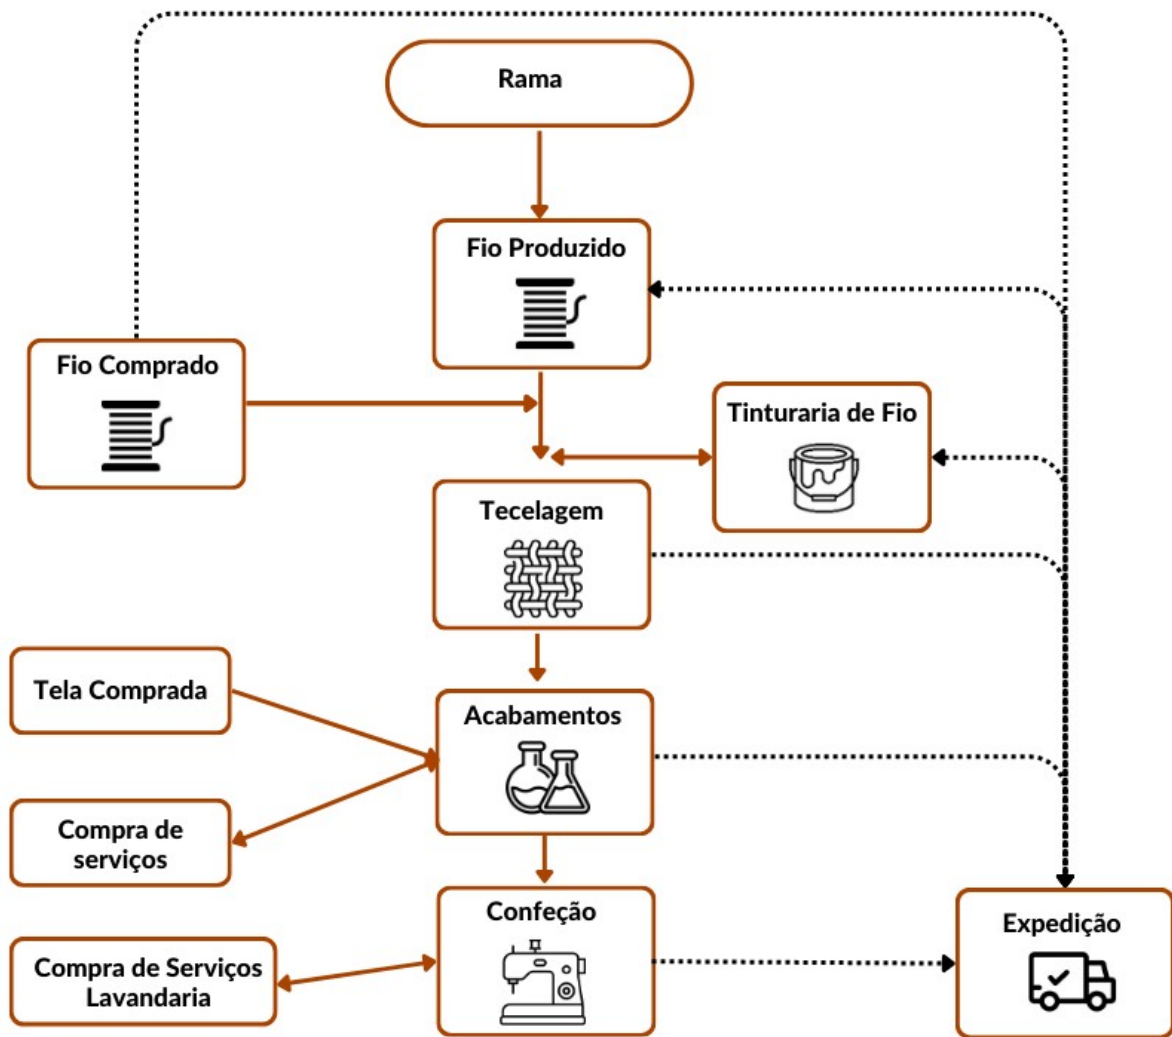 Rama
Fio Produzido
Fio Comprado
Tinturaria de Fio
Tecelagem
Tela Comprada
Acabamentos
Compra de
serviços
Confeção
Expedição
Compra de Serviços
Lavandaria